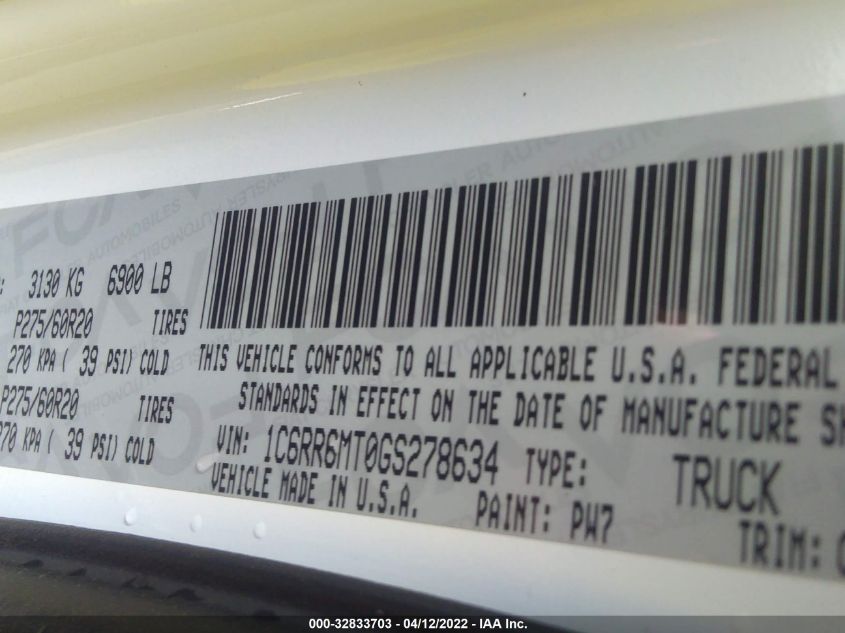 3130 KG 6900 LB
P275/60R20 TIRES
270 KPA ( 39 PSI) COLD
P275/60R20 TIRES
270 KPA ( 39 PSI) COLD
THIS VEHICLE CONFORMS TO ALL APPLICABLE U.S.A. FEDERAL
STANDARDS IN EFFECT ON THE DATE OF MANUFACTURE SH
VIN: 1C6RR6MT0GS278634 TYPE: TRUCK
VEHICLE MADE IN U.S.A. PAINT: PW7
TRIM:
000-32833703 - 04/12/2022 - IAA Inc.